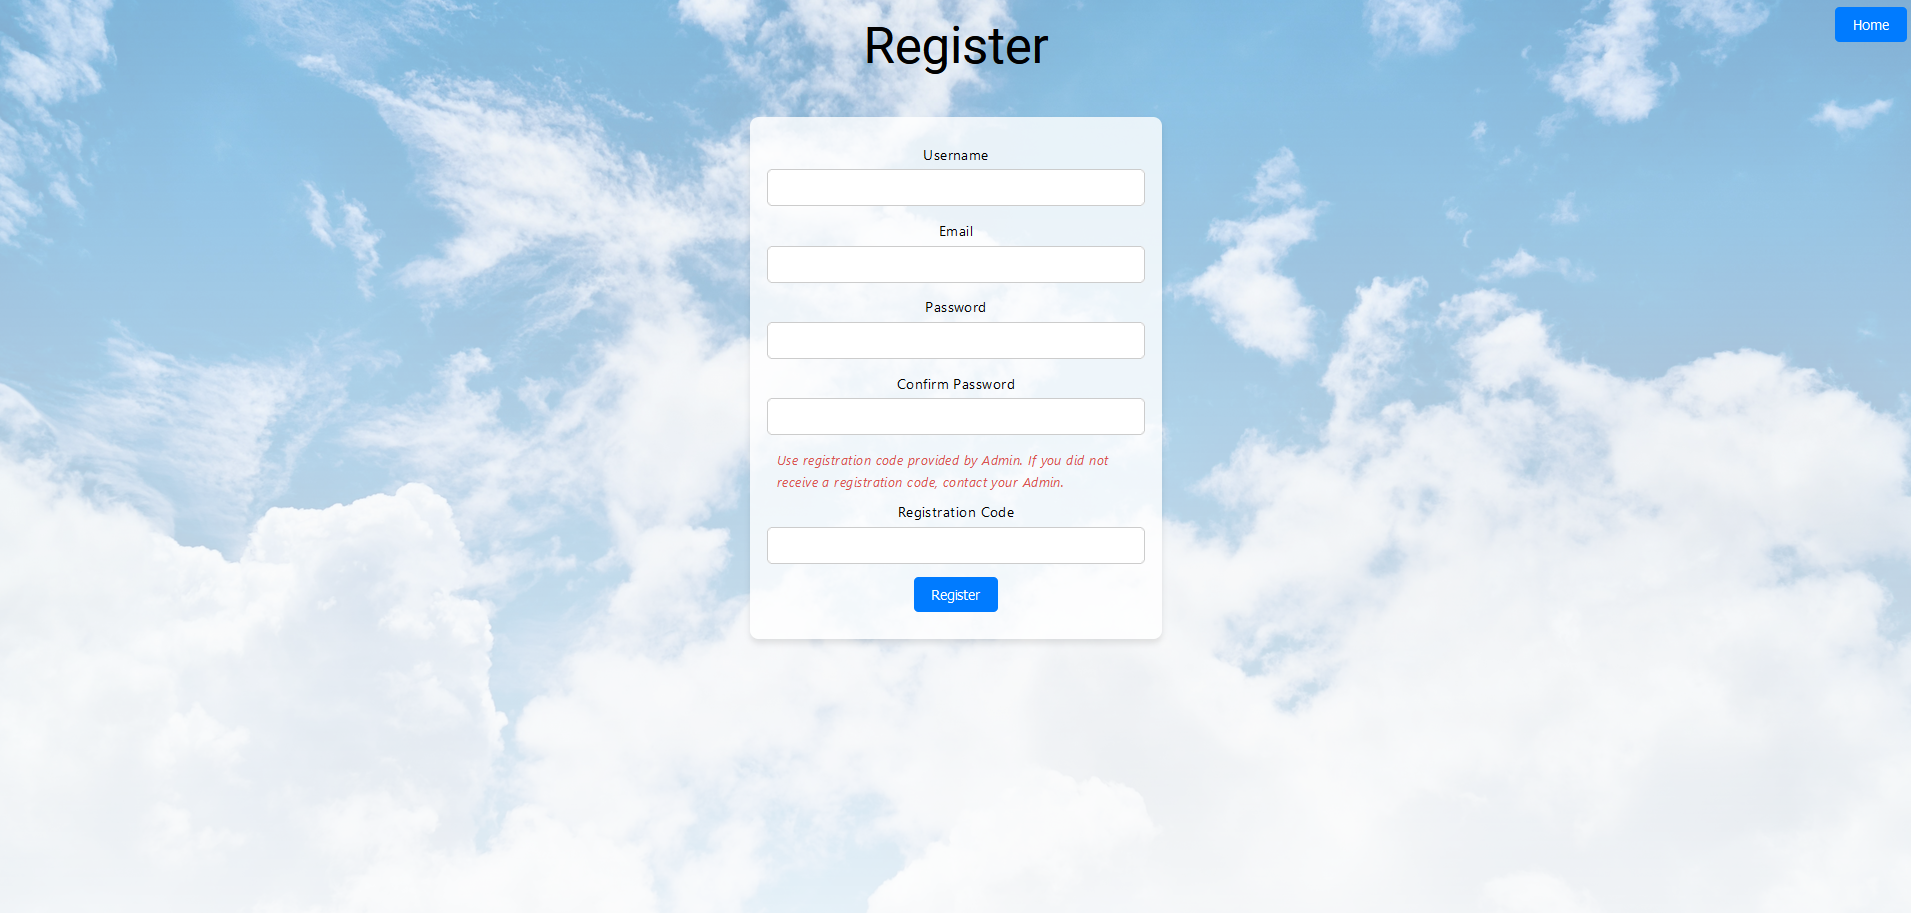 Home
Register
Username
Email
Password
Confirm Password
Use registration code provided by Admin. If you did not
receive a registration code, contact your Admin.
Registration Code
Register